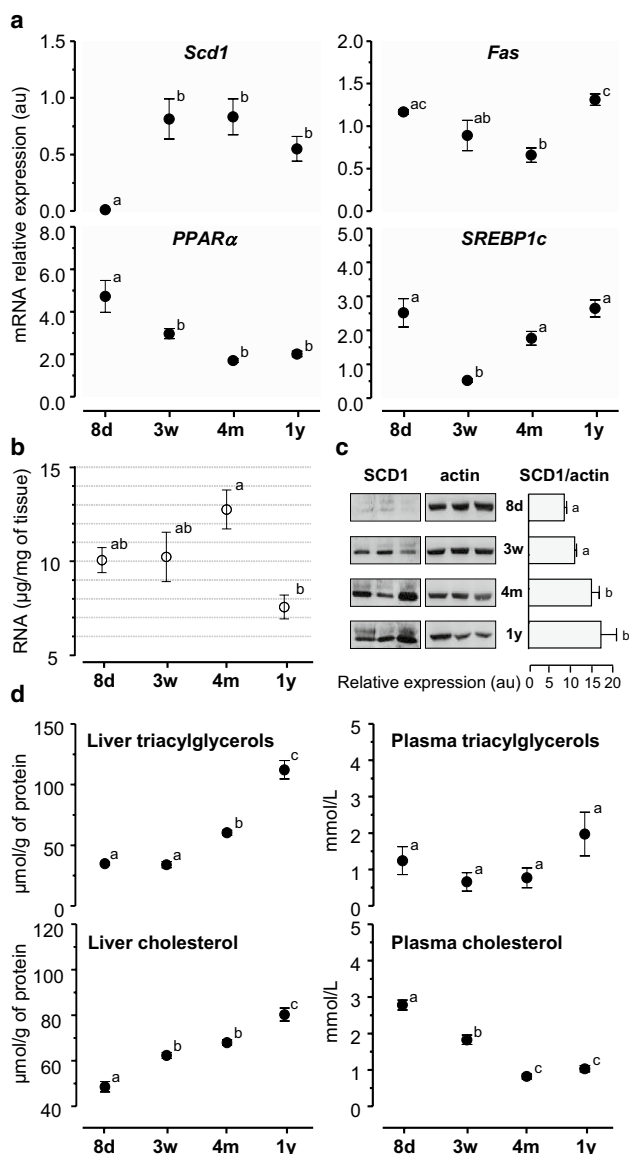 a
Scd1
Fas
1.5
1.0
0.5
0.0
b
b
b
a
2.0
1.5
1.0
0.5
0.0
ac
ab
b
c
mRNA relative expression (au)
PPARα
SREBP1c
6.0
4.0
2.0
0.0
a
b
b
b
5.0
4.0
3.0
2.0
1.0
0.0
a
b
a
a
8d 3w 4m 1y
8d 3w 4m 1y
b
RNA (µg/mg of tissue)
15
10
5
ab
ab
a
b
8d 3w 4m 1y
c
SCD1 actin SCD1/actin
8d a
3w a
4m b
1y b
Relative expression (au) 0 5 10 15 20
d
Liver triacylglycerols
µmol/g of protein
150
100
50
0
a
a
b
c
Plasma triacylglycerols
mmol/L
5
4
3
2
1
0
a
a
a
a
Liver cholesterol
µmol/g of protein
120
100
80
60
40
a
b
b
c
8d 3w 4m 1y
Plasma cholesterol
mmol/L
5
4
3
2
1
0
a
b
c
c
8d 3w 4m 1y